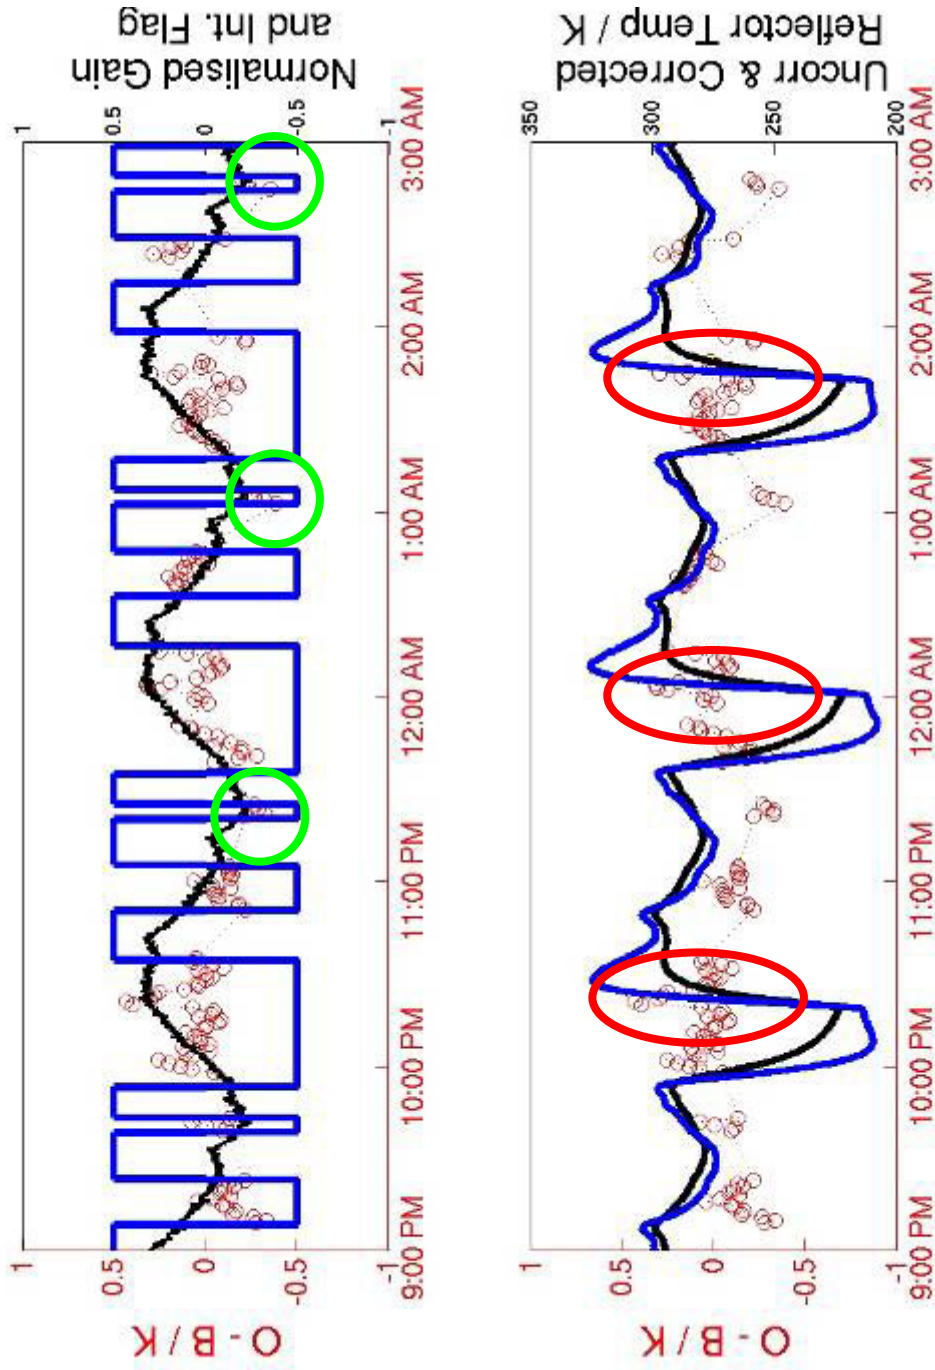 O - B / K
1
0.5
0
-0.5
-1
1
0.5
0
-0.5
-1
Normalised Gain
and Int. Flag
9:00 PM
10:00 PM
11:00 PM
12:00 AM
1:00 AM
2:00 AM
3:00 AM
O - B / K
1
0.5
0
-0.5
-1
350
300
250
200
Uncorr & Corrected
Reflector Temp / K
9:00 PM
10:00 PM
11:00 PM
12:00 AM
1:00 AM
2:00 AM
3:00 AM